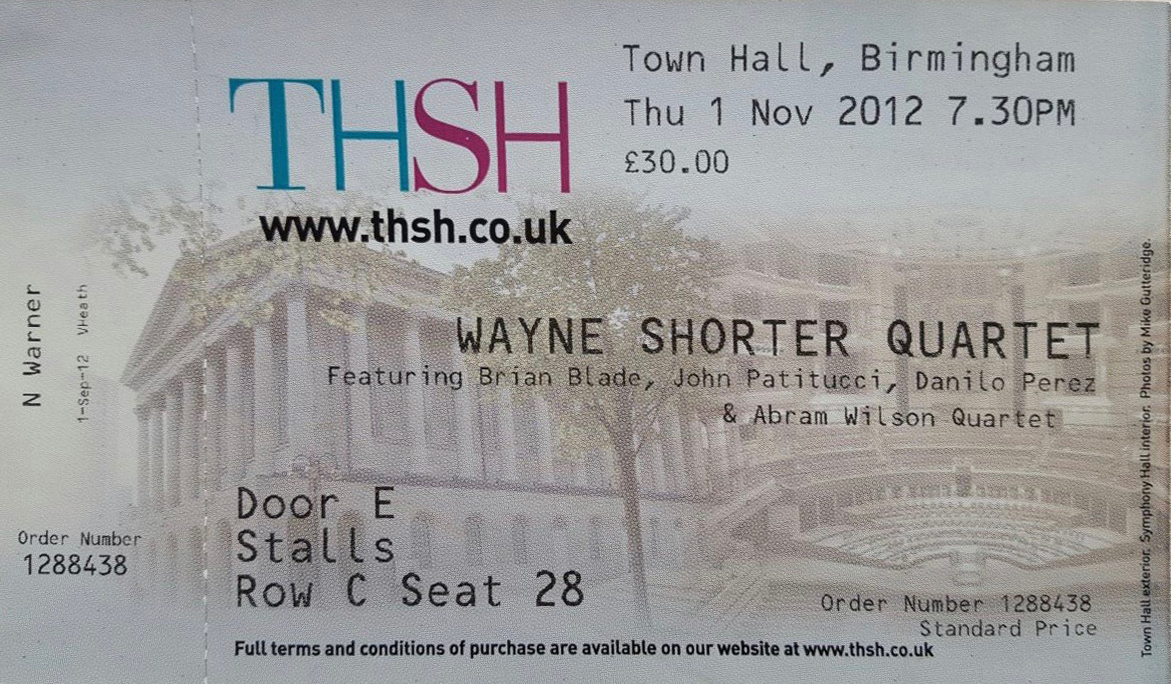 N Warner
1-Sep-12 VHeath
Order Number
1288438
THSH
www.thsh.co.uk
Town Hall, Birmingham
Thu 1 Nov 2012 7.30PM
£30.00
WAYNE SHORTER QUARTET
Featuring Brian Blade, John Patitucci, Danilo Perez
& Abram Wilson Quartet
Door E
Stalls
Row C Seat 28
Order Number 1288438
Standard Price
Full terms and conditions of purchase are available on our website at www.thsh.co.uk
Town Hall exterior. Symphony Hall interior. Photos by Mike Gutteridge.